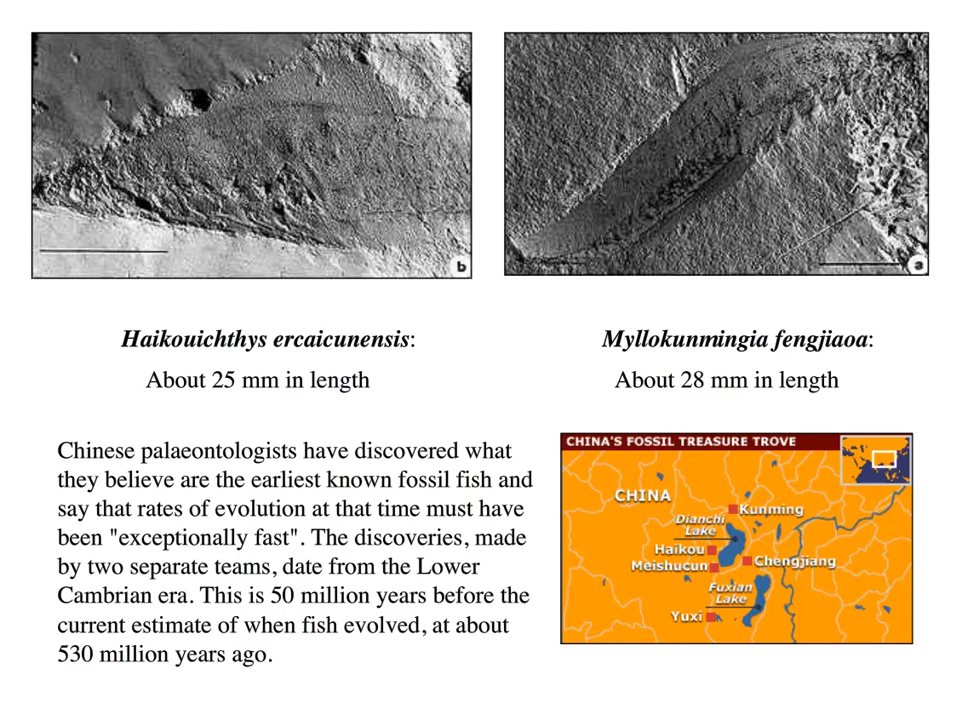 b
a
Haikouichthys ercaicunensis:
About 25 mm in length
Myllokunmingia fengjiaoa:
About 28 mm in length
Chinese palaeontologists have discovered what
they believe are the earliest known fossil fish and
say that rates of evolution at that time must have
been "exceptionally fast". The discoveries, made
by two separate teams, date from the Lower
Cambrian era. This is 50 million years before the
current estimate of when fish evolved, at about
530 million years ago.
CHINA'S FOSSIL TREASURE TROVE
CHINA
Kunming
Dianchi
Lake
Haikou
Meishucun
Chengjiang
Fuxian
Lake
Yuxi